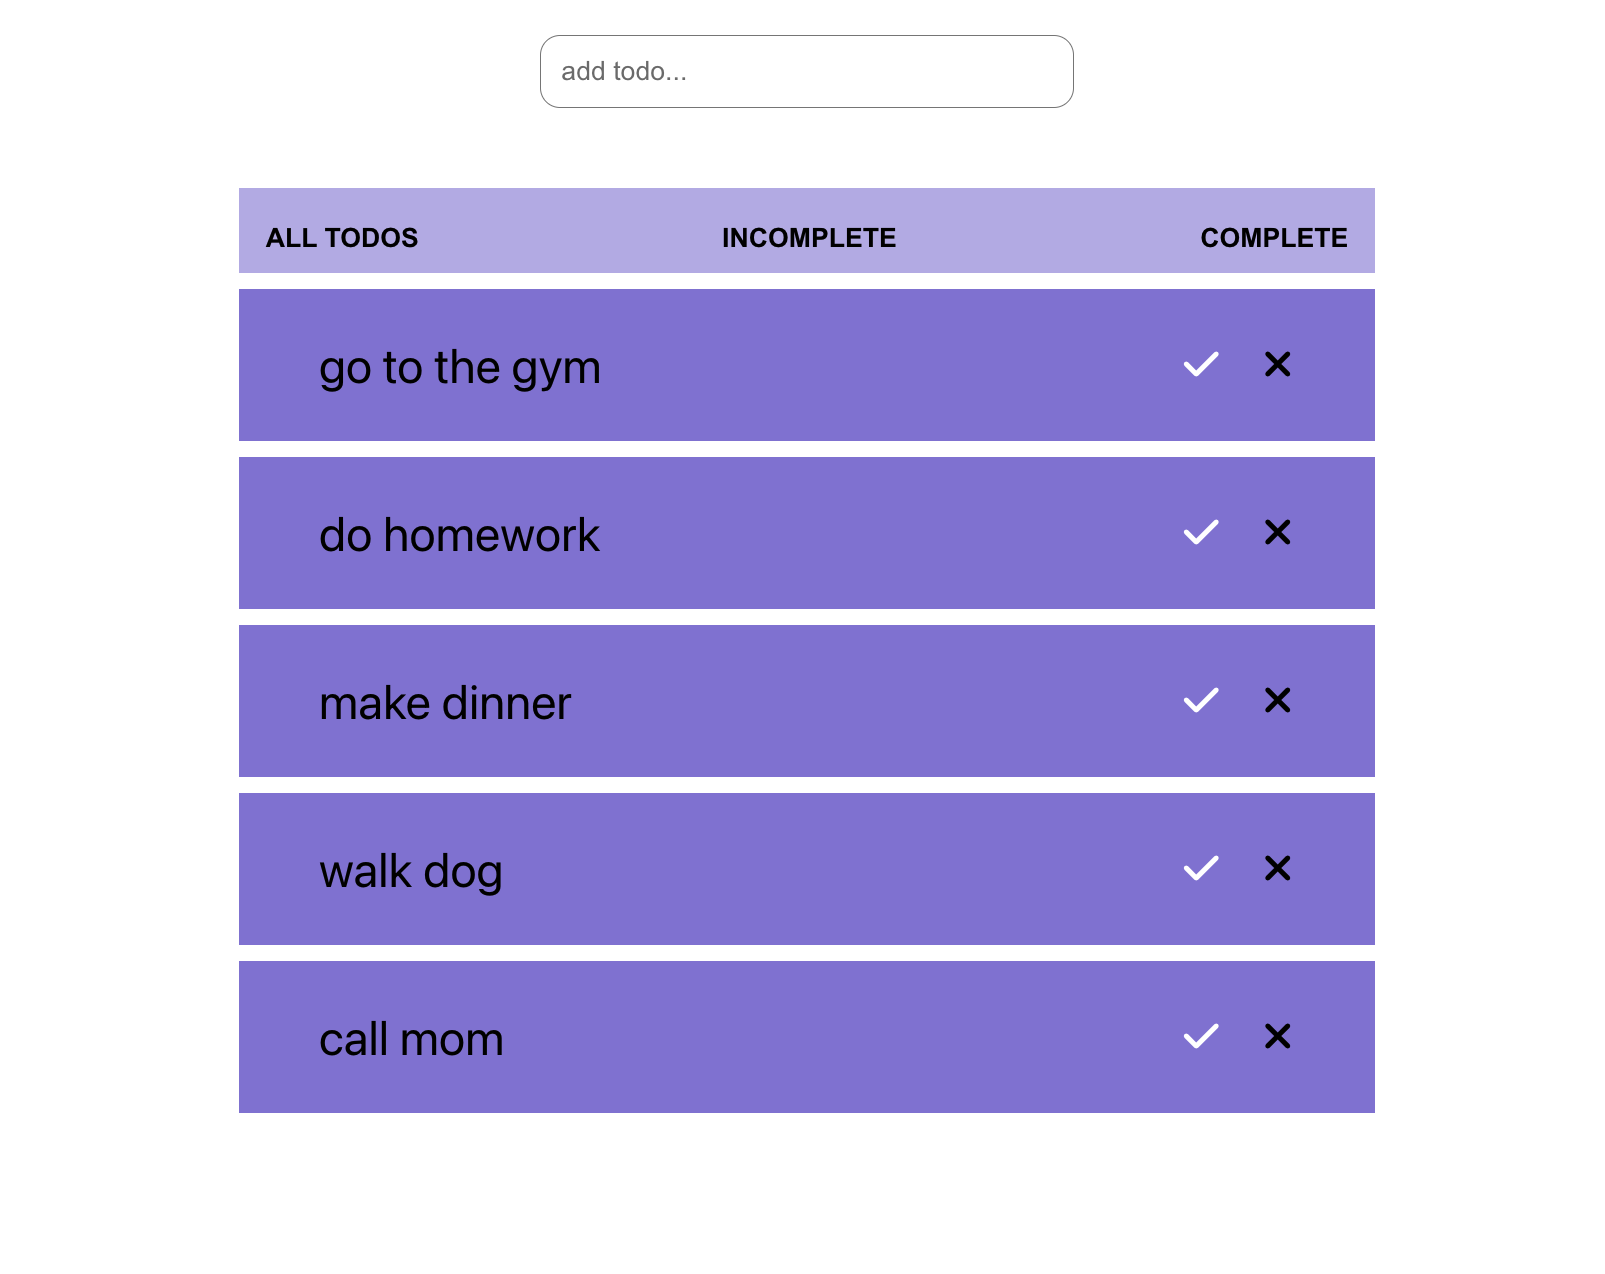 add todo...
ALL TODOS INCOMPLETE COMPLETE
go to the gym
do homework
make dinner
walk dog
call mom